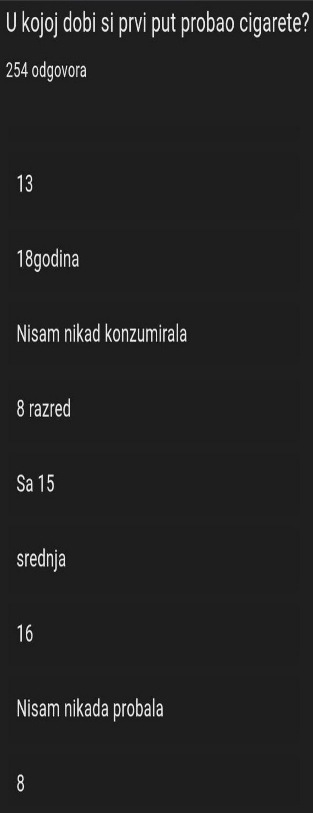 U kojoj dobi si prvi put probao cigarete?
254 odgovora
13
18godina
Nisam nikad konzumirala
8 razred
Sa 15
srednja
16
Nisam nikada probala
8